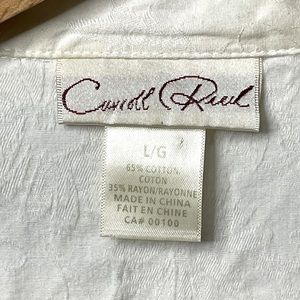 Carroll Reed
L/G
65% COTTON/
COTON
35% RAYON/RAYONNE
MADE IN CHINA
FAIT EN CHINE
CA# 00100